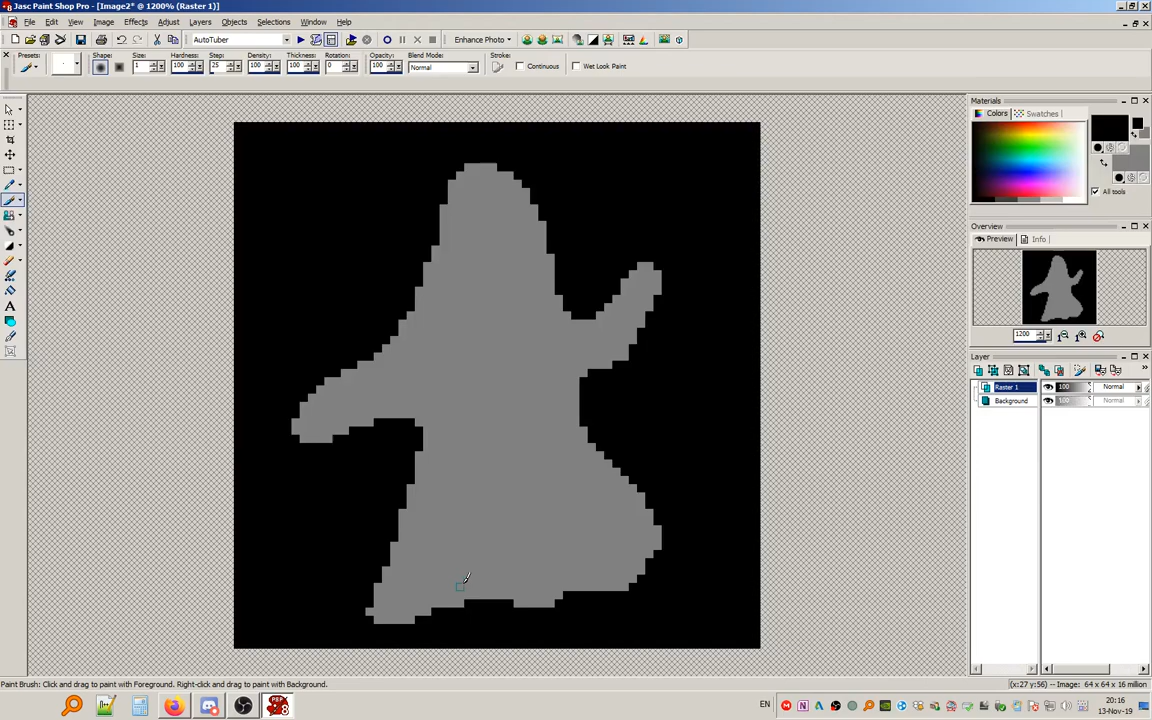 Jasc Paint Shop Pro - [Image2* @ 1200% (Raster 1)]
File Edit View Image Effects Adjust Layers Objects Selections Window Help
AutoTuber Enhance Photo
Presets: Shape: Size: Hardness: Step: Density: Thickness: Rotation: Opacity: Blend Mode: Stroke:
1 100 25 100 100 0 100 Normal Continuous Wet Look Paint
Materials
Colors Swatches
All tools
Overview
Preview Info
1200
Layer
Raster 1 100 Normal
Background 100 Normal
Paint Brush: Click and drag to paint with Foreground. Right-click and drag to paint with Background.
(x:27 y:56) -- Image: 64 x 64 x 16 million
EN
20:16
13-Nov-19